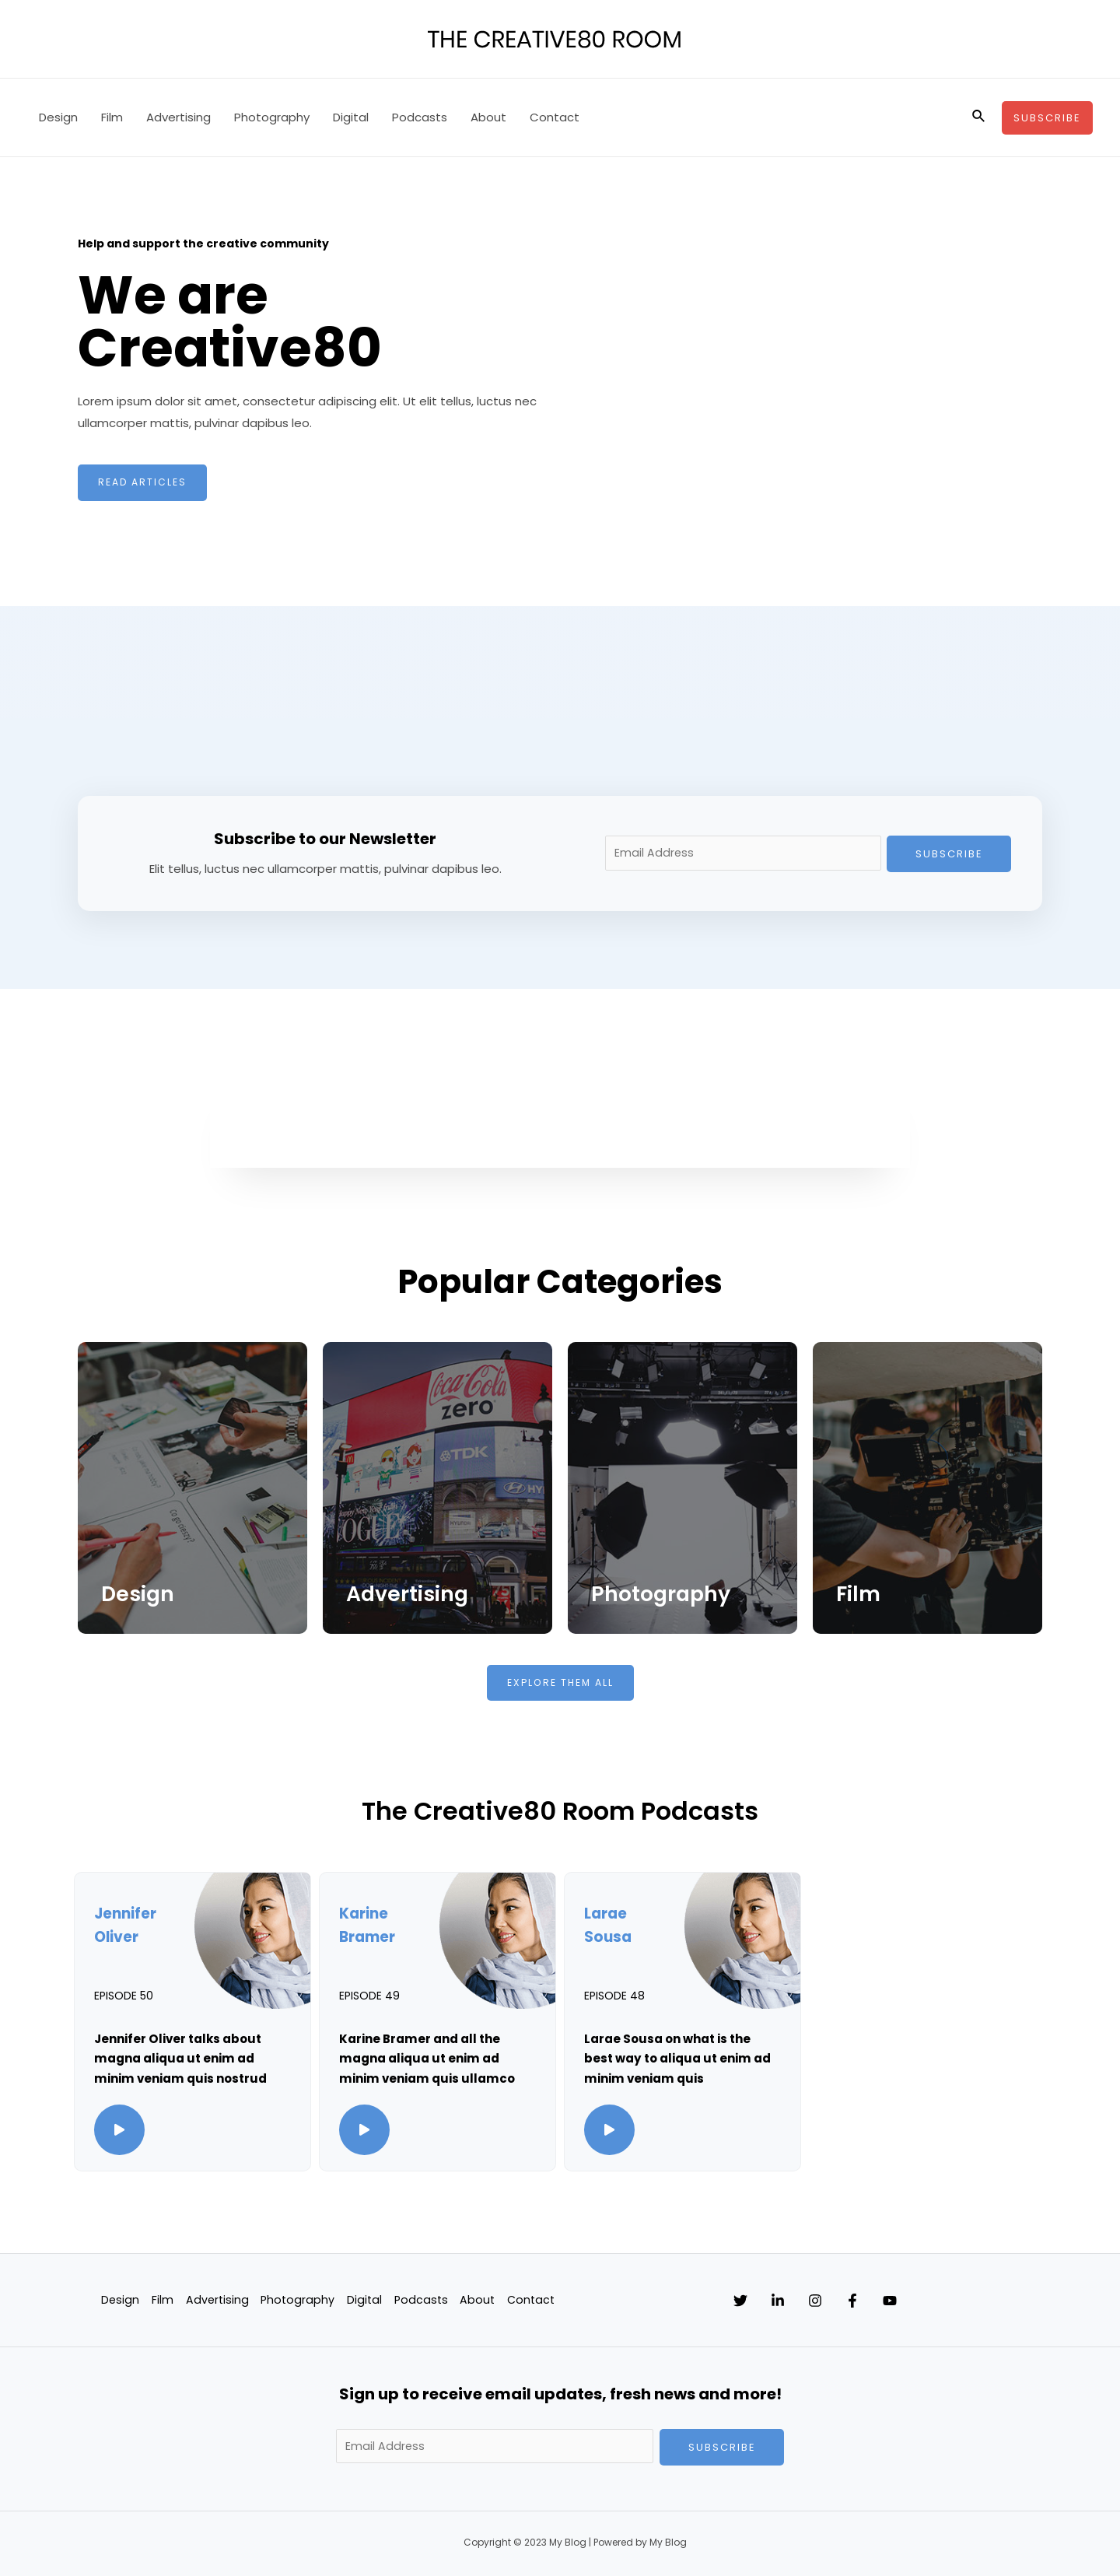 THE CREATIVE80 ROOM
Design Film Advertising Photography Digital Podcasts About Contact SUBSCRIBE
Help and support the creative community
We are
Creative80
Lorem ipsum dolor sit amet, consectetur adipiscing elit. Ut elit tellus, luctus nec
ullamcorper mattis, pulvinar dapibus leo.
READ ARTICLES
Subscribe to our Newsletter
Elit tellus, luctus nec ullamcorper mattis, pulvinar dapibus leo.
Email Address SUBSCRIBE
Popular Categories
Coca-Cola
zero
TDK
VOGUE
Design
Advertising
Photography
Film
EXPLORE THEM ALL
The Creative80 Room Podcasts
Jennifer
Oliver
EPISODE 50
Jennifer Oliver talks about
magna aliqua ut enim ad
minim veniam quis nostrud
Karine
Bramer
EPISODE 49
Karine Bramer and all the
magna aliqua ut enim ad
minim veniam quis ullamco
Larae
Sousa
EPISODE 48
Larae Sousa on what is the
best way to aliqua ut enim ad
minim veniam quis
Design Film Advertising Photography Digital Podcasts About Contact
Sign up to receive email updates, fresh news and more!
Email Address SUBSCRIBE
Copyright © 2023 My Blog | Powered by My Blog